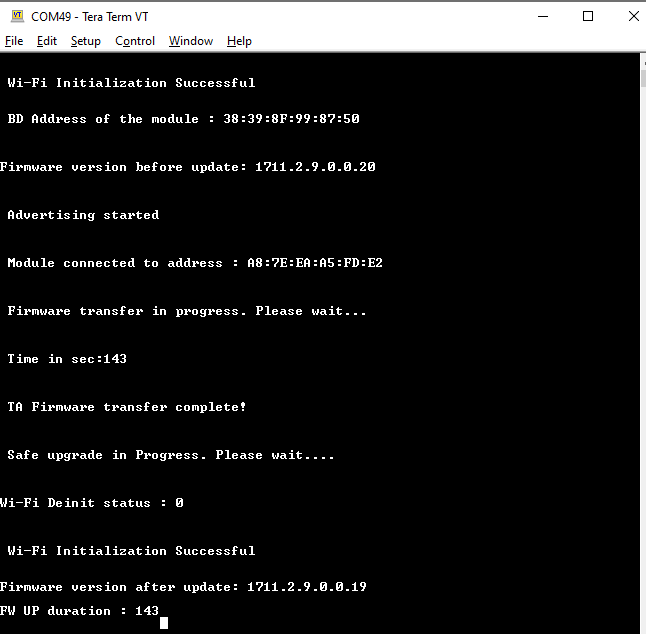 COM49 - Tera Term VT
File Edit Setup Control Window Help
Wi-Fi Initialization Successful
BD Address of the module : 38:39:8F:99:87:50
Firmware version before update: 1711.2.9.0.0.20
Advertising started
Module connected to address : A8:7E:EA:A5:FD:E2
Firmware transfer in progress. Please wait...
Time in sec:143
TA Firmware transfer complete!
Safe upgrade in Progress. Please wait....
Wi-Fi Deinit status : 0
Wi-Fi Initialization Successful
Firmware version after update: 1711.2.9.0.0.19
FW UP duration : 143